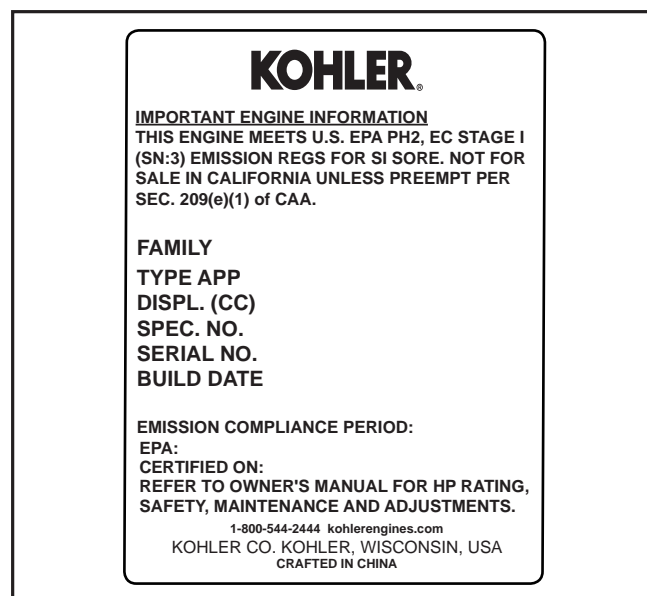 KOHLER®
IMPORTANT ENGINE INFORMATION
THIS ENGINE MEETS U.S. EPA PH2, EC STAGE I
(SN:3) EMISSION REGS FOR SI SORE. NOT FOR
SALE IN CALIFORNIA UNLESS PREEMPT PER
SEC. 209(e)(1) of CAA.
FAMILY
TYPE APP
DISPL. (CC)
SPEC. NO.
SERIAL NO.
BUILD DATE
EMISSION COMPLIANCE PERIOD:
EPA:
CERTIFIED ON:
REFER TO OWNER'S MANUAL FOR HP RATING,
SAFETY, MAINTENANCE AND ADJUSTMENTS.
1-800-544-2444 kohlerengines.com
KOHLER CO. KOHLER, WISCONSIN, USA
CRAFTED IN CHINA